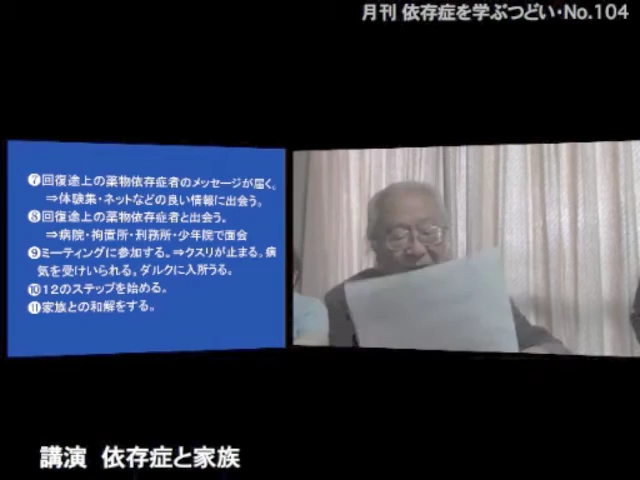 月刊 依存症を学ぶつどい・No.104
❼回復途上の薬物依存症者のメッセージが届く。
⇒体験集・ネットなどの良い情報に出会う。
❽回復途上の薬物依存症者と出会う。
⇒病院・拘置所・刑務所・少年院で面会
❾ミーティングに参加する。⇒クスリが止まる。病
気を受けいられる。ダルクに入所うる。
❿12のステップを始める。
⓫家族との和解をする。
講演 依存症と家族